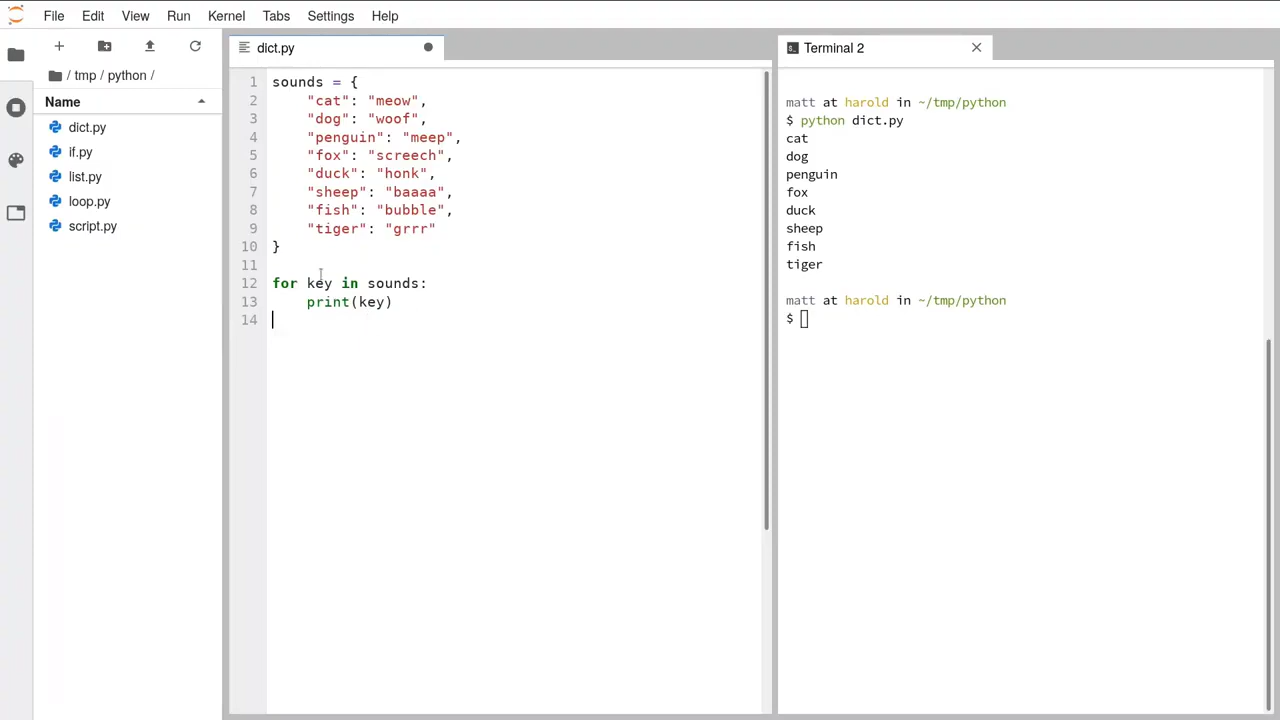 File Edit View Run Kernel Tabs Settings Help
/ tmp / python /
Name
dict.py
if.py
list.py
loop.py
script.py
dict.py
1 sounds = {
2     "cat": "meow",
3     "dog": "woof",
4     "penguin": "meep",
5     "fox": "screech",
6     "duck": "honk",
7     "sheep": "baaaa",
8     "fish": "bubble",
9     "tiger": "grrr"
10 }
11
12 for key in sounds:
13     print(key)
14
Terminal 2
matt at harold in ~/tmp/python
$ python dict.py
cat
dog
penguin
fox
duck
sheep
fish
tiger
matt at harold in ~/tmp/python
$